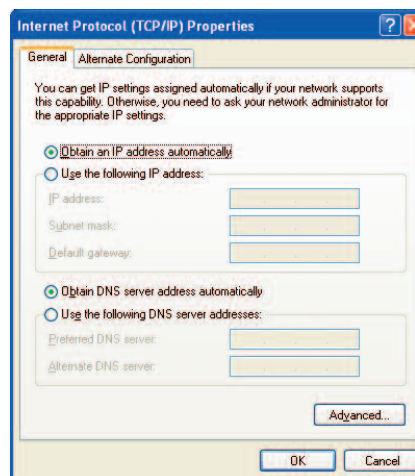 Internet Protocol (TCP/IP) Properties
General
Alternate Configuration
You can get IP settings assigned automatically if your network supports
this capability. Otherwise, you need to ask your network administrator for
the appropriate IP settings.
Obtain an IP address automatically
Use the following IP address:
IP address:
Subnet mask:
Default gateway:
Obtain DNS server address automatically
Use the following DNS server addresses:
Preferred DNS server:
Alternate DNS server:
Advanced...
OK
Cancel